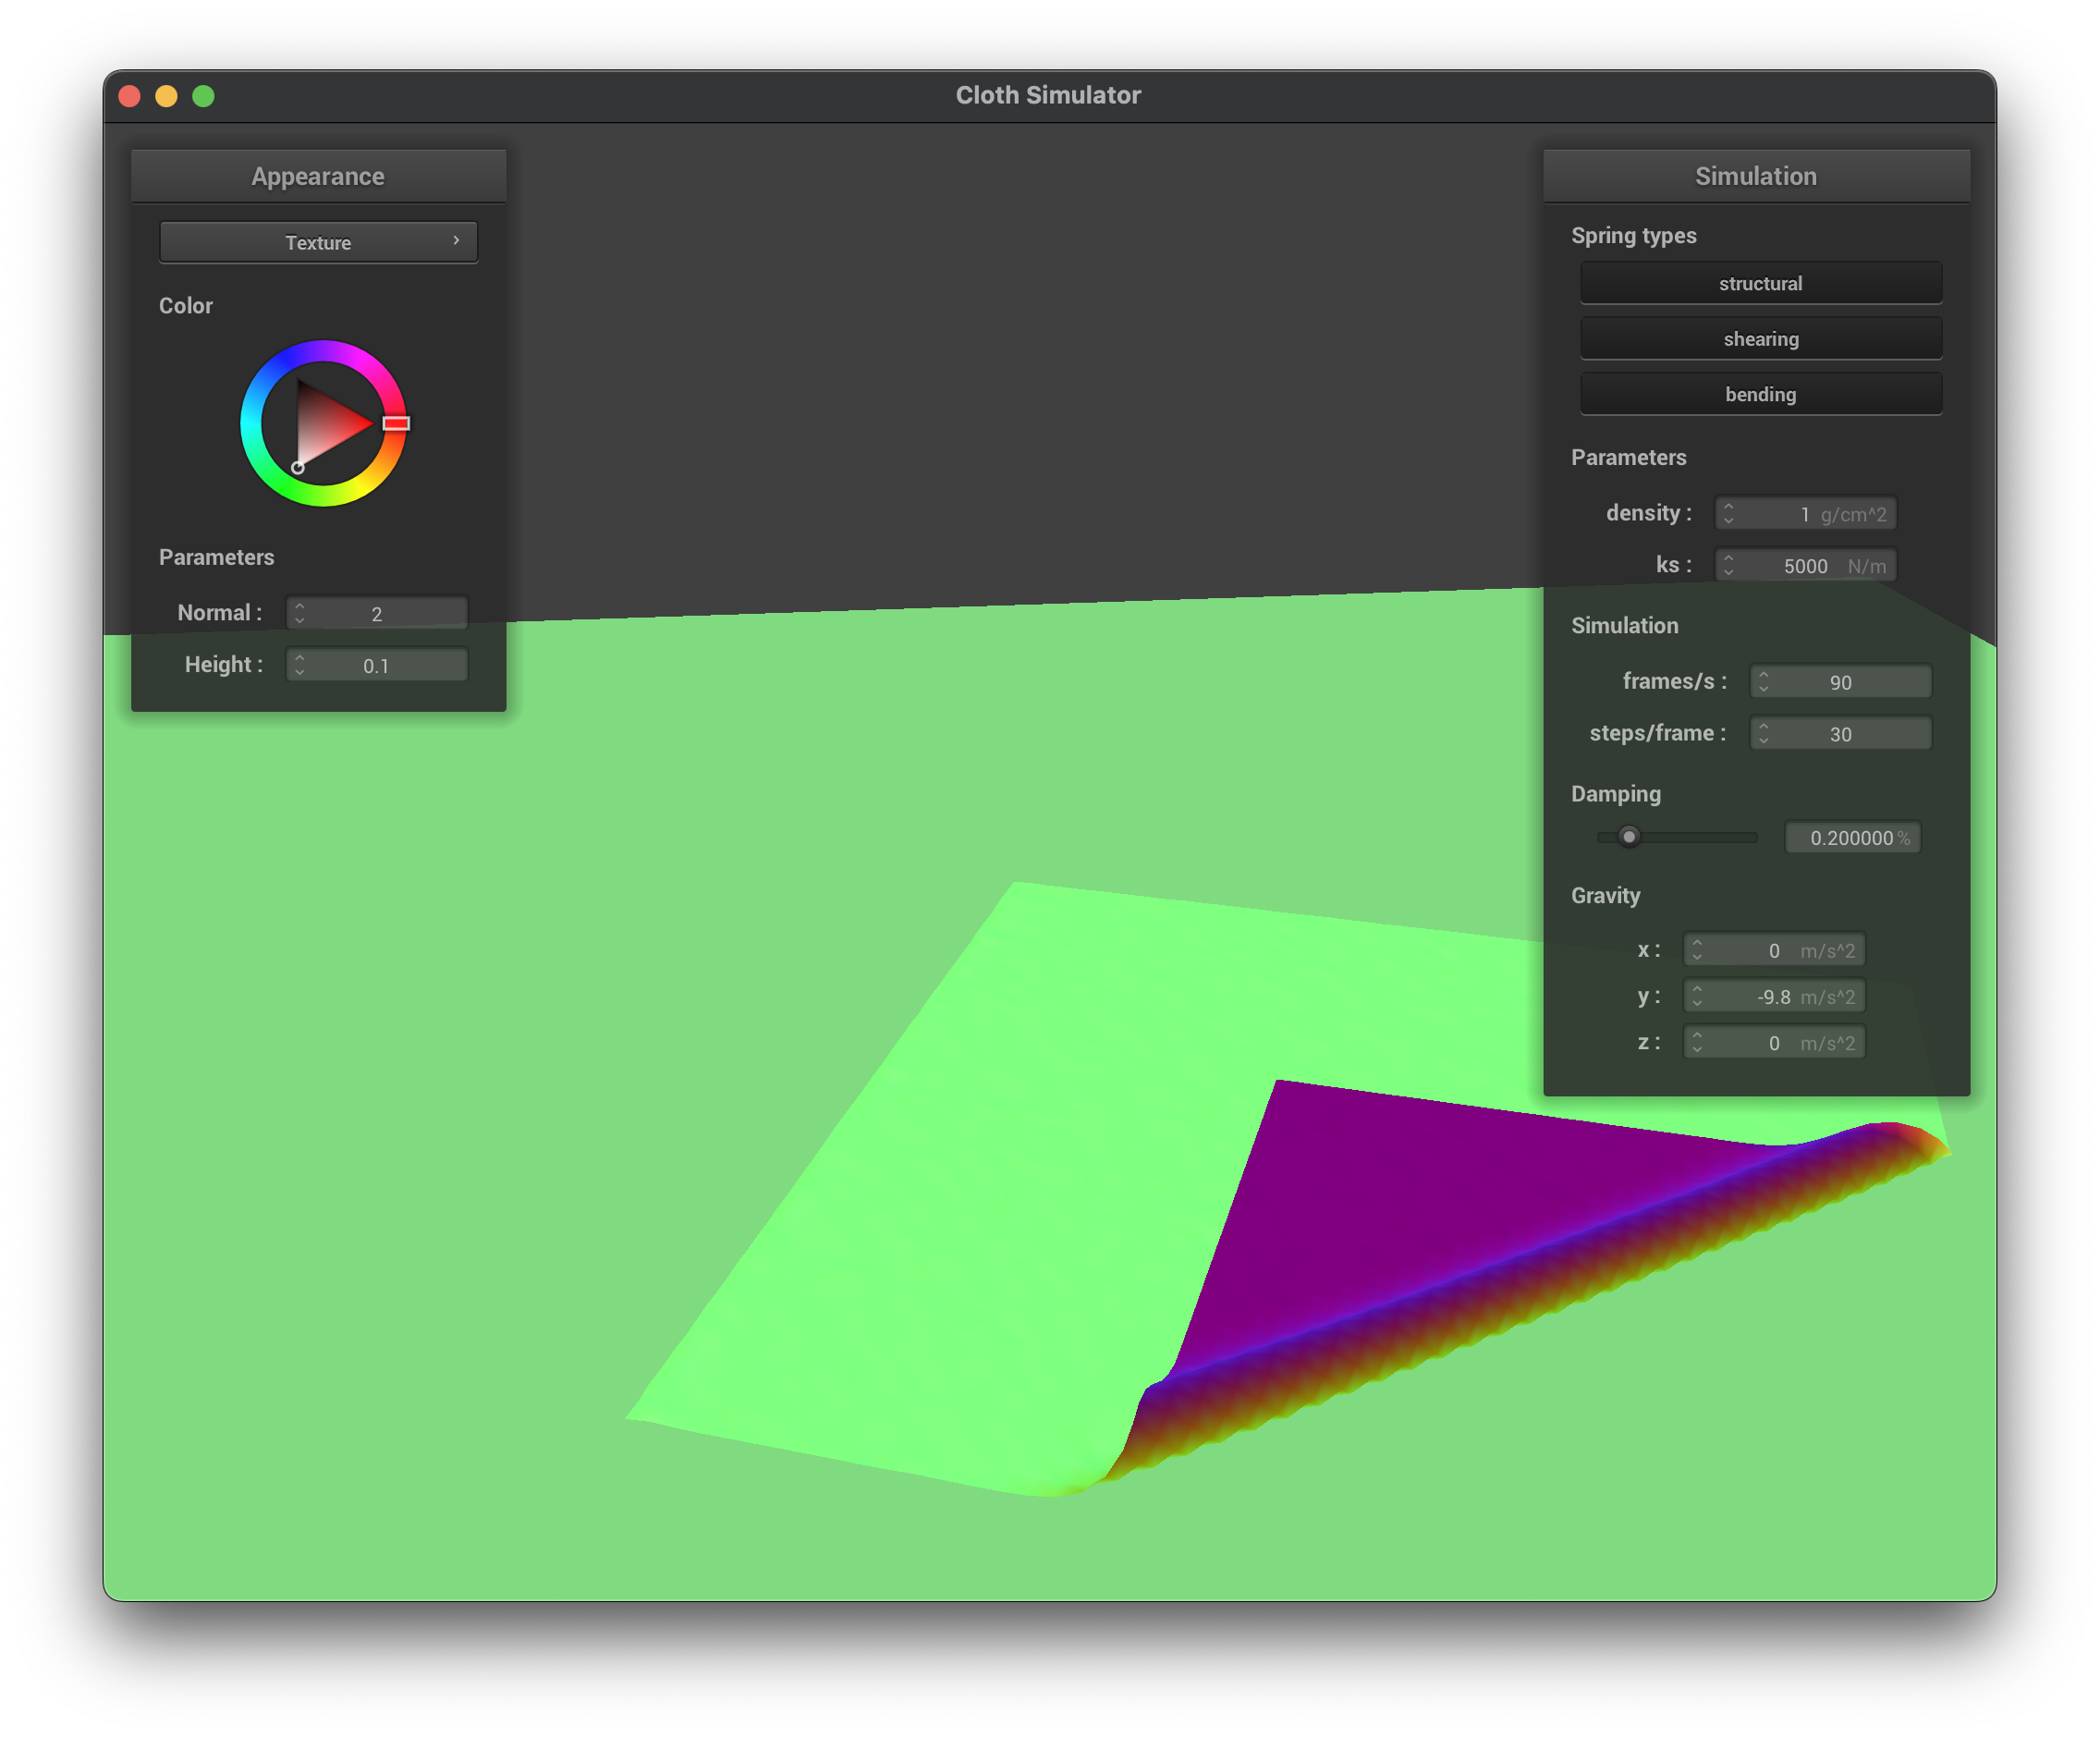 Cloth Simulator
Appearance
Texture
Color
Parameters
Normal : 2
Height : 0.1
Simulation
Spring types
structural
shearing
bending
Parameters
density : 1 g/cm^2
ks : 5000 N/m
Simulation
frames/s : 90
steps/frame : 30
Damping
0.200000 %
Gravity
x : 0 m/s^2
y : -9.8 m/s^2
z : 0 m/s^2